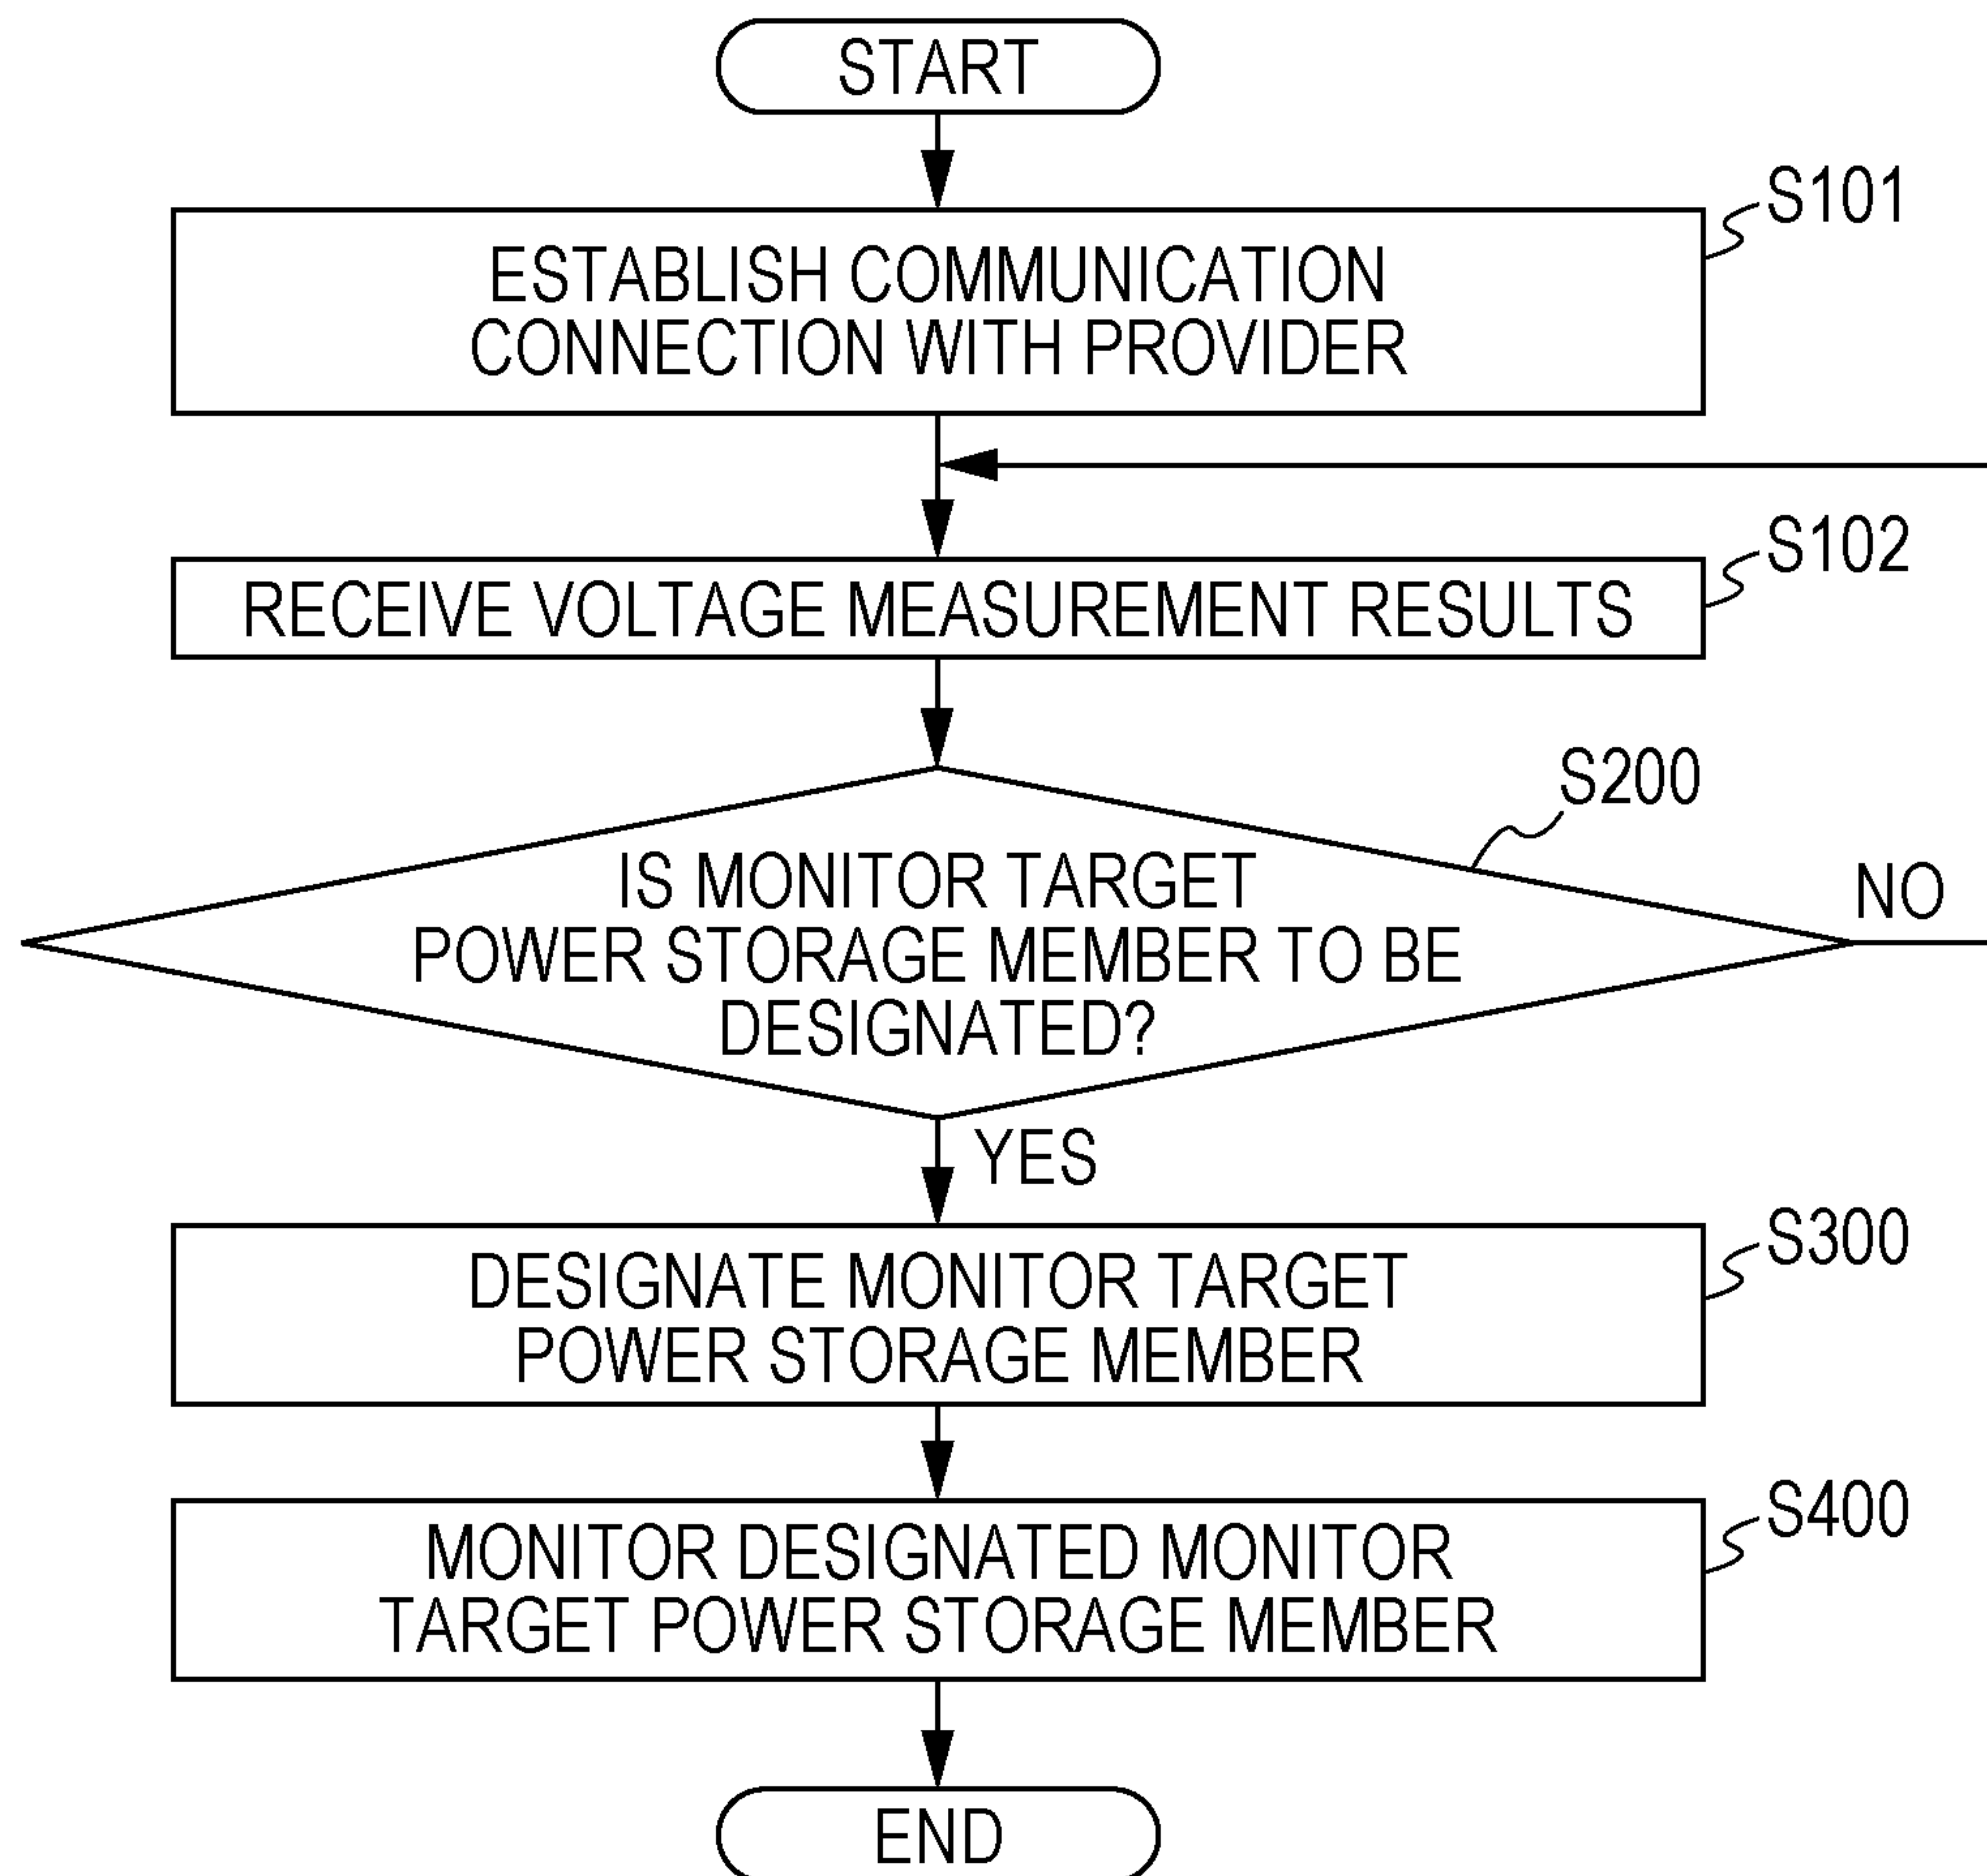 START
S101
ESTABLISH COMMUNICATION
CONNECTION WITH PROVIDER
S102
RECEIVE VOLTAGE MEASUREMENT RESULTS
S200
IS MONITOR TARGET
POWER STORAGE MEMBER TO BE
DESIGNATED?
NO
YES
S300
DESIGNATE MONITOR TARGET
POWER STORAGE MEMBER
S400
MONITOR DESIGNATED MONITOR
TARGET POWER STORAGE MEMBER
END